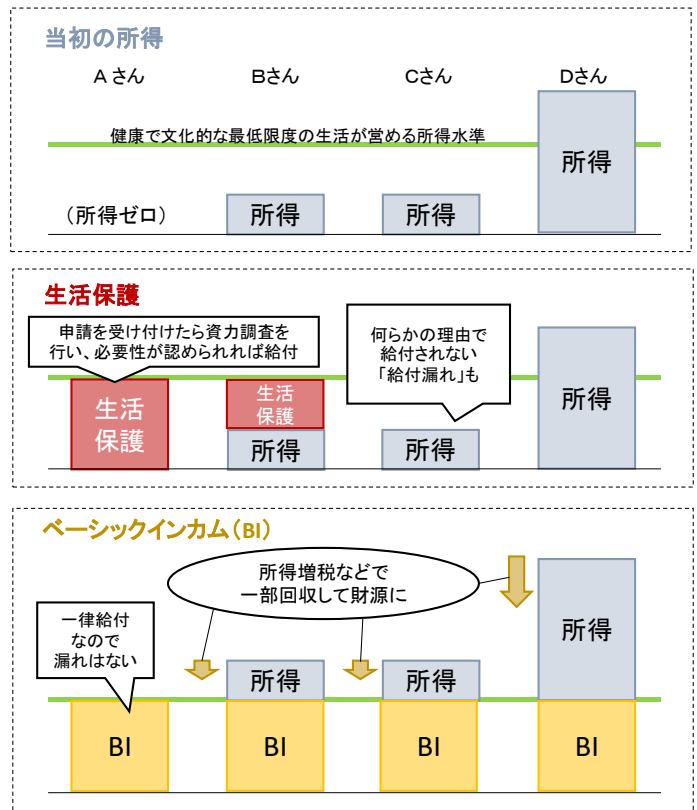 当初の所得
Aさん Bさん Cさん Dさん
健康で文化的な最低限度の生活が営める所得水準
（所得ゼロ） 所得 所得 所得
生活保護
申請を受け付けたら資力調査を
行い、必要性が認められれば給付
何らかの理由で
給付されない
「給付漏れ」も
生活
保護
生活
保護
所得 所得 所得
ベーシックインカム（BI）
所得増税などで
一部回収して財源に
一律給付
なので
漏れはない
所得 所得 所得
BI BI BI BI